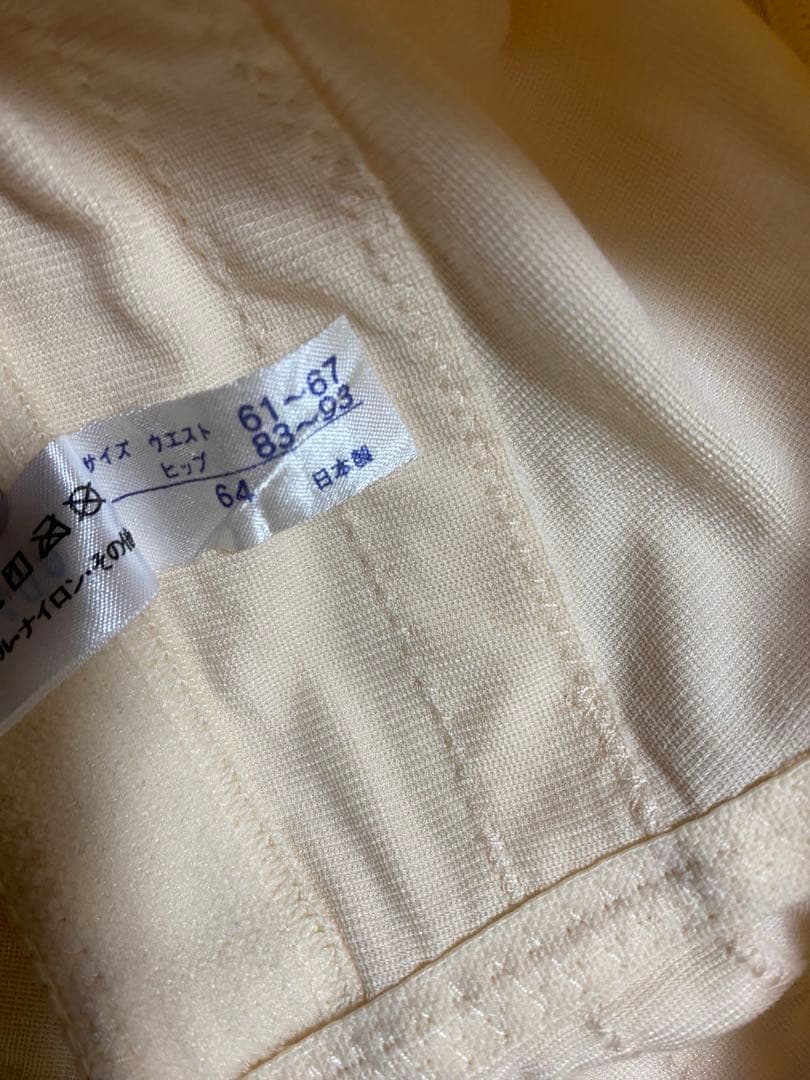 サイズ ウエスト 61～67
ヒップ 83～93
64 日本製
ナイロン・その他